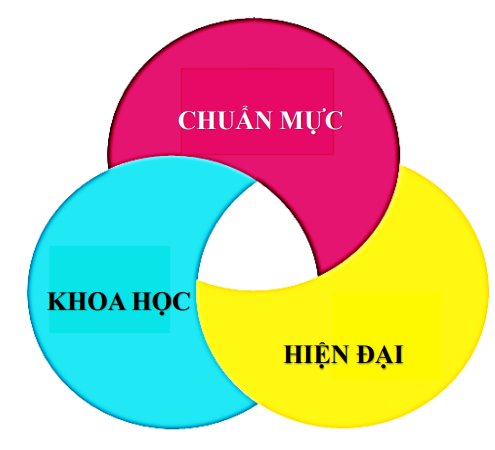 CHUẨN MỰC
KHOA HỌC
HIỆN ĐẠI